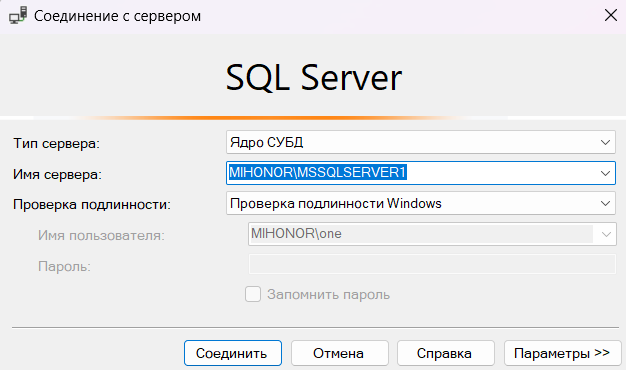 Соединение с сервером
SQL Server
Тип сервера: Ядро СУБД
Имя сервера: MIHONOR\MSSQLSERVER1
Проверка подлинности: Проверка подлинности Windows
Имя пользователя: MIHONOR\one
Пароль:
Запомнить пароль
Соединить Отмена Справка Параметры >>